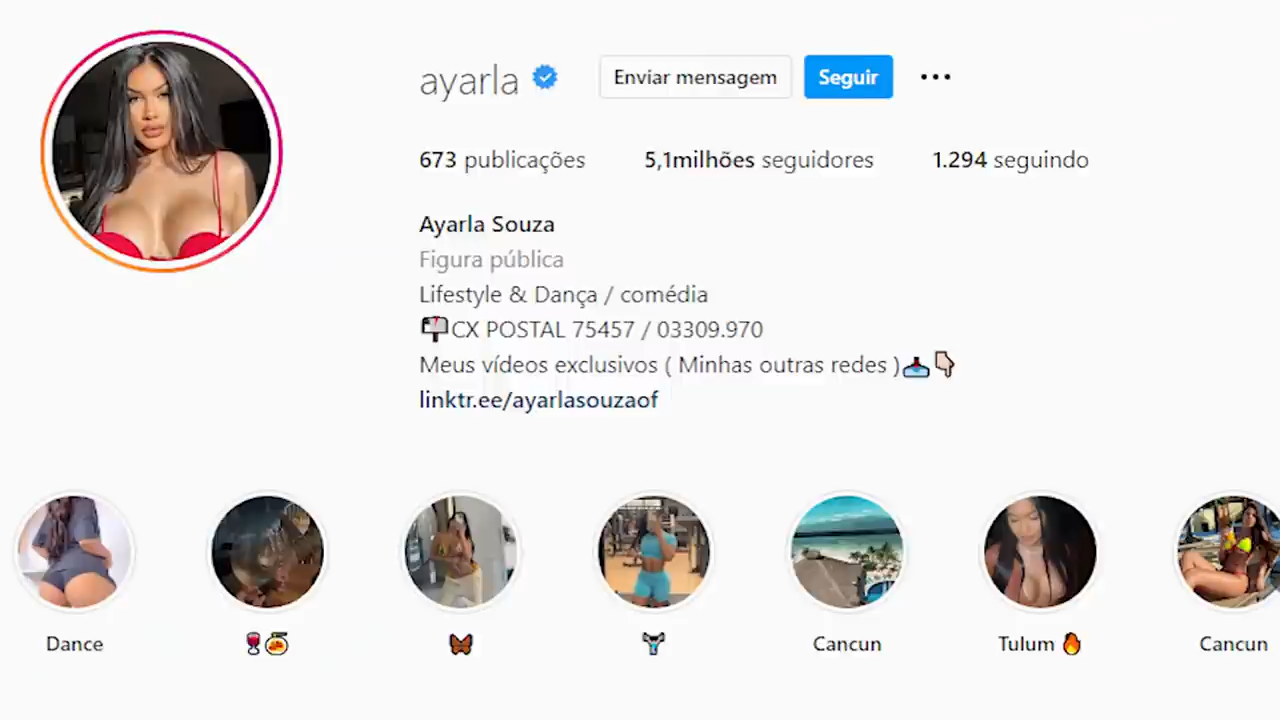 ayarla Enviar mensagem Seguir
673 publicações 5,1milhões seguidores 1.294 seguindo
Ayarla Souza
Figura pública
Lifestyle & Dança / comédia
📫CX POSTAL 75457 / 03309.970
Meus vídeos exclusivos ( Minhas outras redes )📥👇🏻
linktr.ee/ayarlasouzaof
Dance 🍷🍝 🦋 🏋️ Cancun Tulum 🔥 Cancun